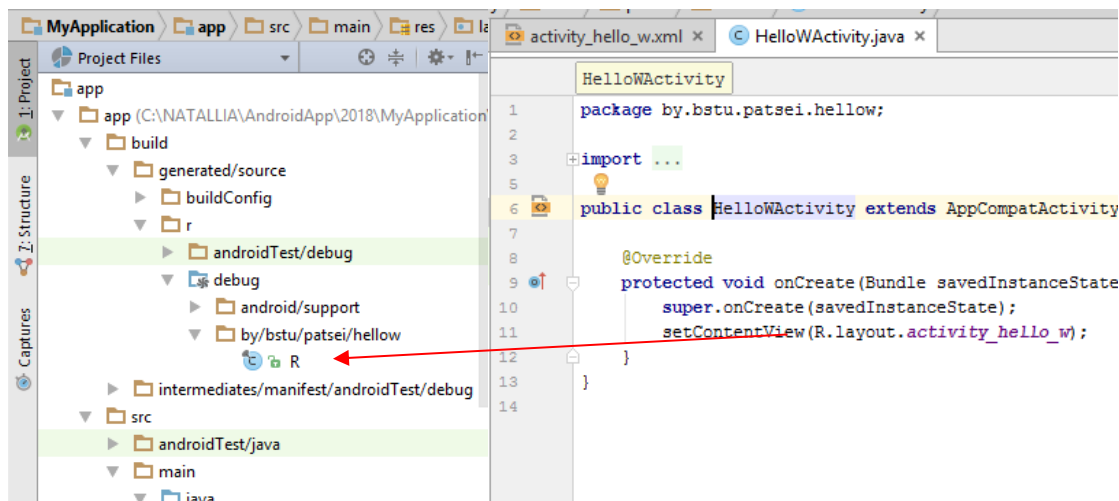 MyApplication app src main res la
activity_hello_w.xml × HelloWActivity.java ×
Project Files
HelloWActivity
1: Project
7: Structure
Captures
app
app (C:\NATALLIA\AndroidApp\2018\MyApplication\
build
generated/source
buildConfig
r
androidTest/debug
debug
android/support
by/bstu/patsei/hellow
R
intermediates/manifest/androidTest/debug
src
androidTest/java
main
java
1 package by.bstu.patsei.hellow;
2
3 import ...
5
6 public class HelloWActivity extends AppCompatActivity
7
8 @Override
9 protected void onCreate(Bundle savedInstanceState
10 super.onCreate(savedInstanceState);
11 setContentView(R.layout.activity_hello_w);
12 }
13 }
14